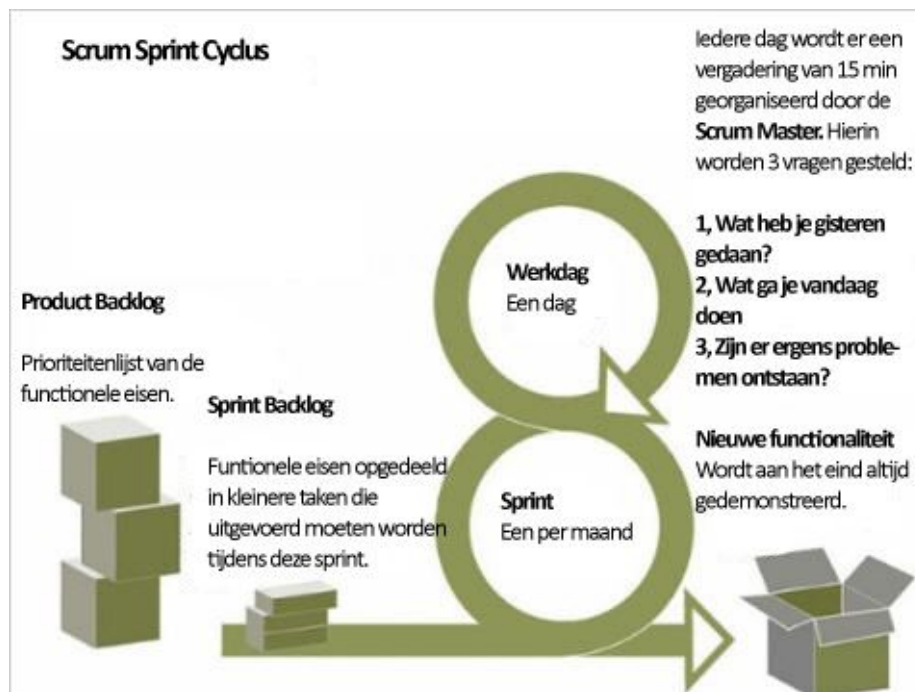 Scrum Sprint Cyclus
Iedere dag wordt er een
vergadering van 15 min
georganiseerd door de
Scrum Master. Hierin
worden 3 vragen gesteld:
1, Wat heb je gisteren
gedaan?
2, Wat ga je vandaag
doen
3, Zijn er ergens proble-
men ontstaan?
Werkdag
Een dag
Product Backlog
Prioriteitenlijst van de
functionele eisen.
Sprint Backlog
Funtionele eisen opgedeeld
in kleinere taken die
uitgevoerd moeten worden
tijdens deze sprint.
Sprint
Een per maand
Nieuwe functionaliteit
Wordt aan het eind altijd
gedemonstreerd.